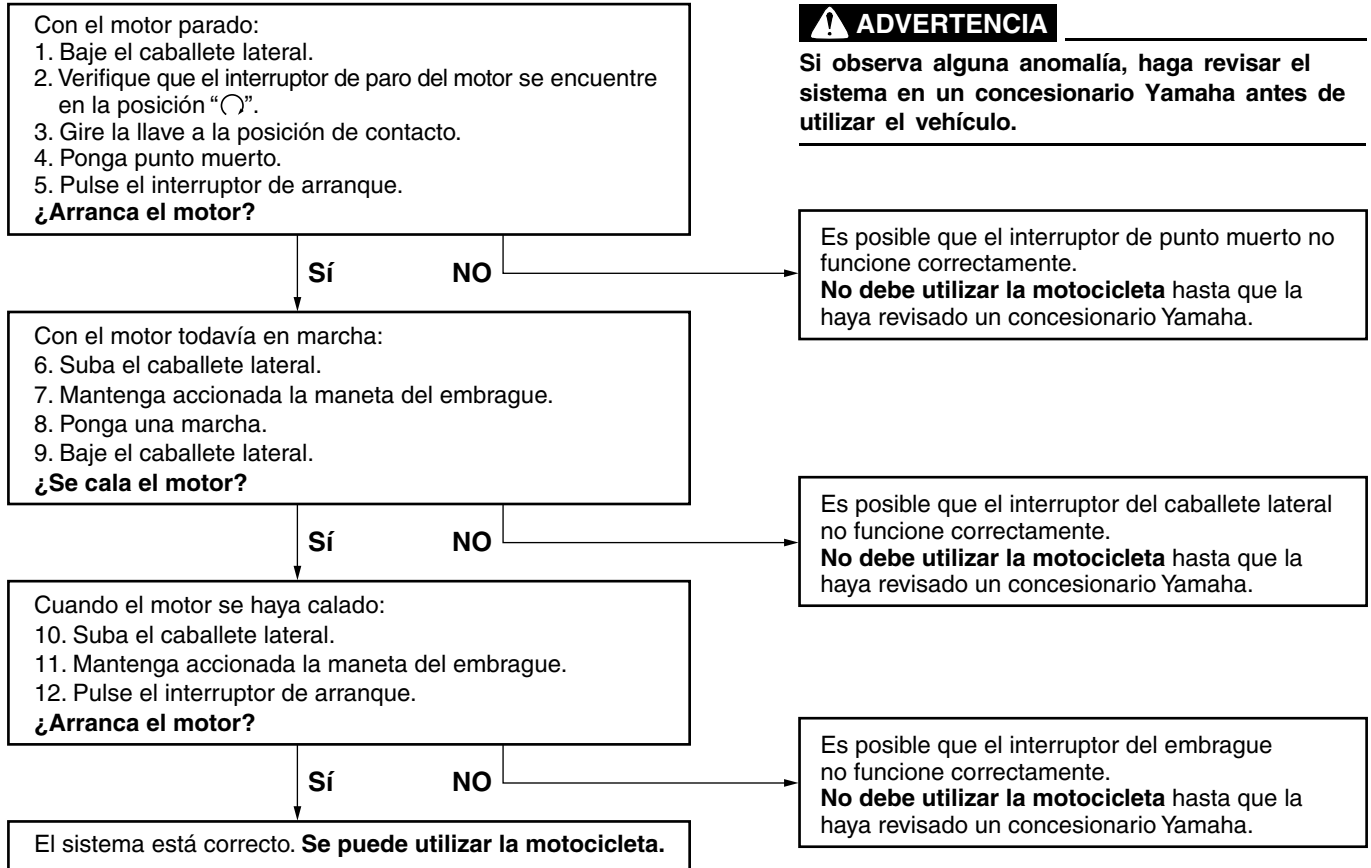 Con el motor parado:
1. Baje el caballete lateral.
2. Verifique que el interruptor de paro del motor se encuentre
en la posición “○”.
3. Gire la llave a la posición de contacto.
4. Ponga punto muerto.
5. Pulse el interruptor de arranque.
¿Arranca el motor?
ADVERTENCIA
Si observa alguna anomalía, haga revisar el
sistema en un concesionario Yamaha antes de
utilizar el vehículo.
Sí NO
Es posible que el interruptor de punto muerto no
funcione correctamente.
No debe utilizar la motocicleta hasta que la
haya revisado un concesionario Yamaha.
Con el motor todavía en marcha:
6. Suba el caballete lateral.
7. Mantenga accionada la maneta del embrague.
8. Ponga una marcha.
9. Baje el caballete lateral.
¿Se cala el motor?
Sí NO
Es posible que el interruptor del caballete lateral
no funcione correctamente.
No debe utilizar la motocicleta hasta que la
haya revisado un concesionario Yamaha.
Cuando el motor se haya calado:
10. Suba el caballete lateral.
11. Mantenga accionada la maneta del embrague.
12. Pulse el interruptor de arranque.
¿Arranca el motor?
Sí NO
Es posible que el interruptor del embrague
no funcione correctamente.
No debe utilizar la motocicleta hasta que la
haya revisado un concesionario Yamaha.
El sistema está correcto. Se puede utilizar la motocicleta.